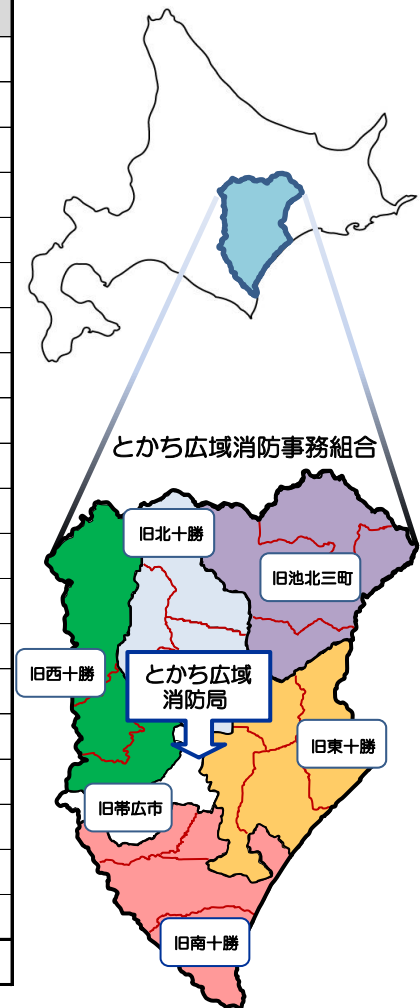 とかち広域消防事務組合
旧北十勝
旧池北三町
旧西十勝
とかち広域
消防局
旧東十勝
旧帯広市
旧南十勝